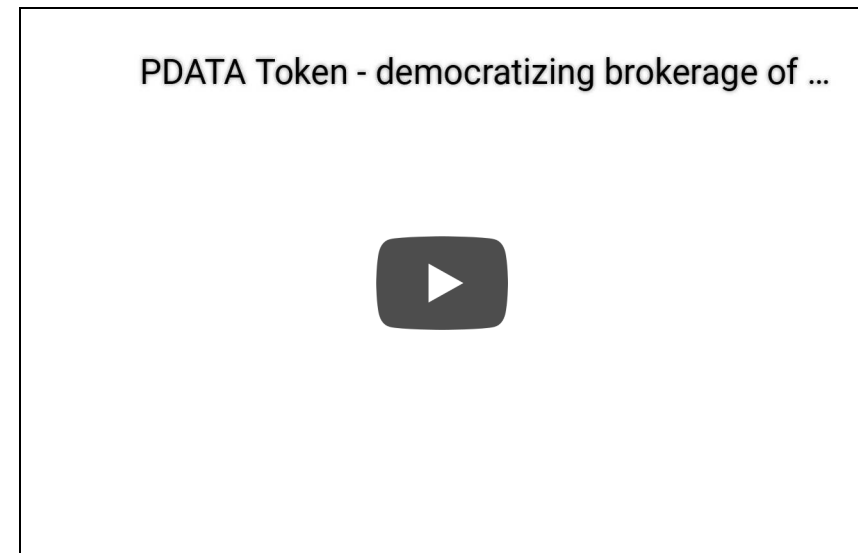 PDATA Token - democratizing brokerage of ...